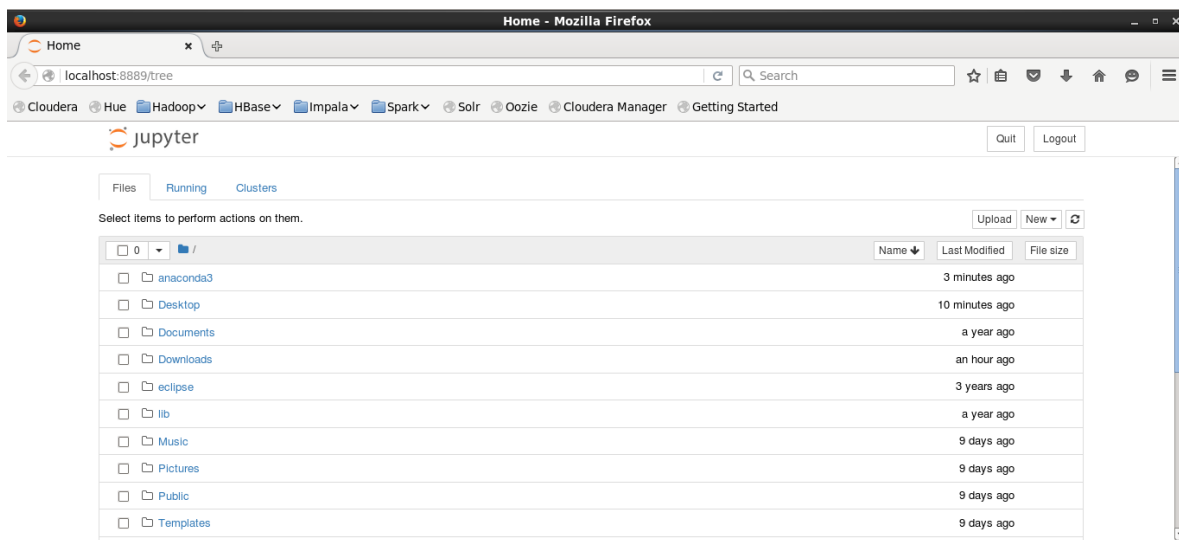 Home - Mozilla Firefox
Home
localhost:8889/tree Search
Cloudera Hue Hadoop HBase Impala Spark Solr Oozie Cloudera Manager Getting Started
jupyter Quit Logout
Files Running Clusters
Select items to perform actions on them. Upload New
0 / Name Last Modified File size
anaconda3 3 minutes ago
Desktop 10 minutes ago
Documents a year ago
Downloads an hour ago
eclipse 3 years ago
lib a year ago
Music 9 days ago
Pictures 9 days ago
Public 9 days ago
Templates 9 days ago